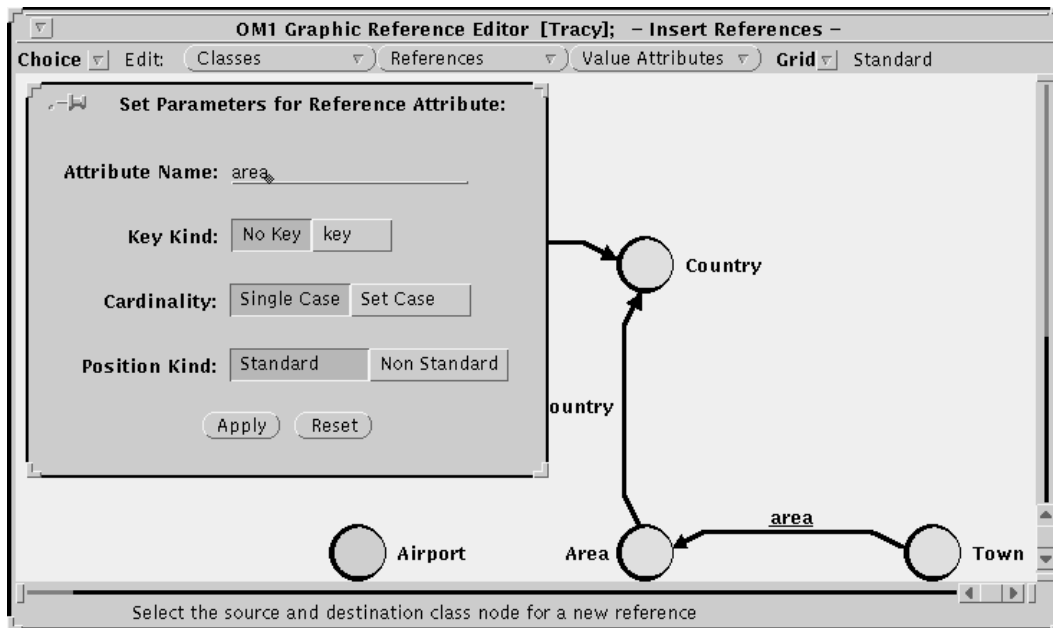 OM1 Graphic Reference Editor [Tracy];  – Insert References –
Choice Edit: Classes References Value Attributes Grid Standard
Set Parameters for Reference Attribute:
Attribute Name: area
Key Kind: No Key key
Country
Cardinality: Single Case Set Case
Position Kind: Standard Non Standard
ountry
Apply Reset
area
Airport Area Town
Select the source and destination class node for a new reference